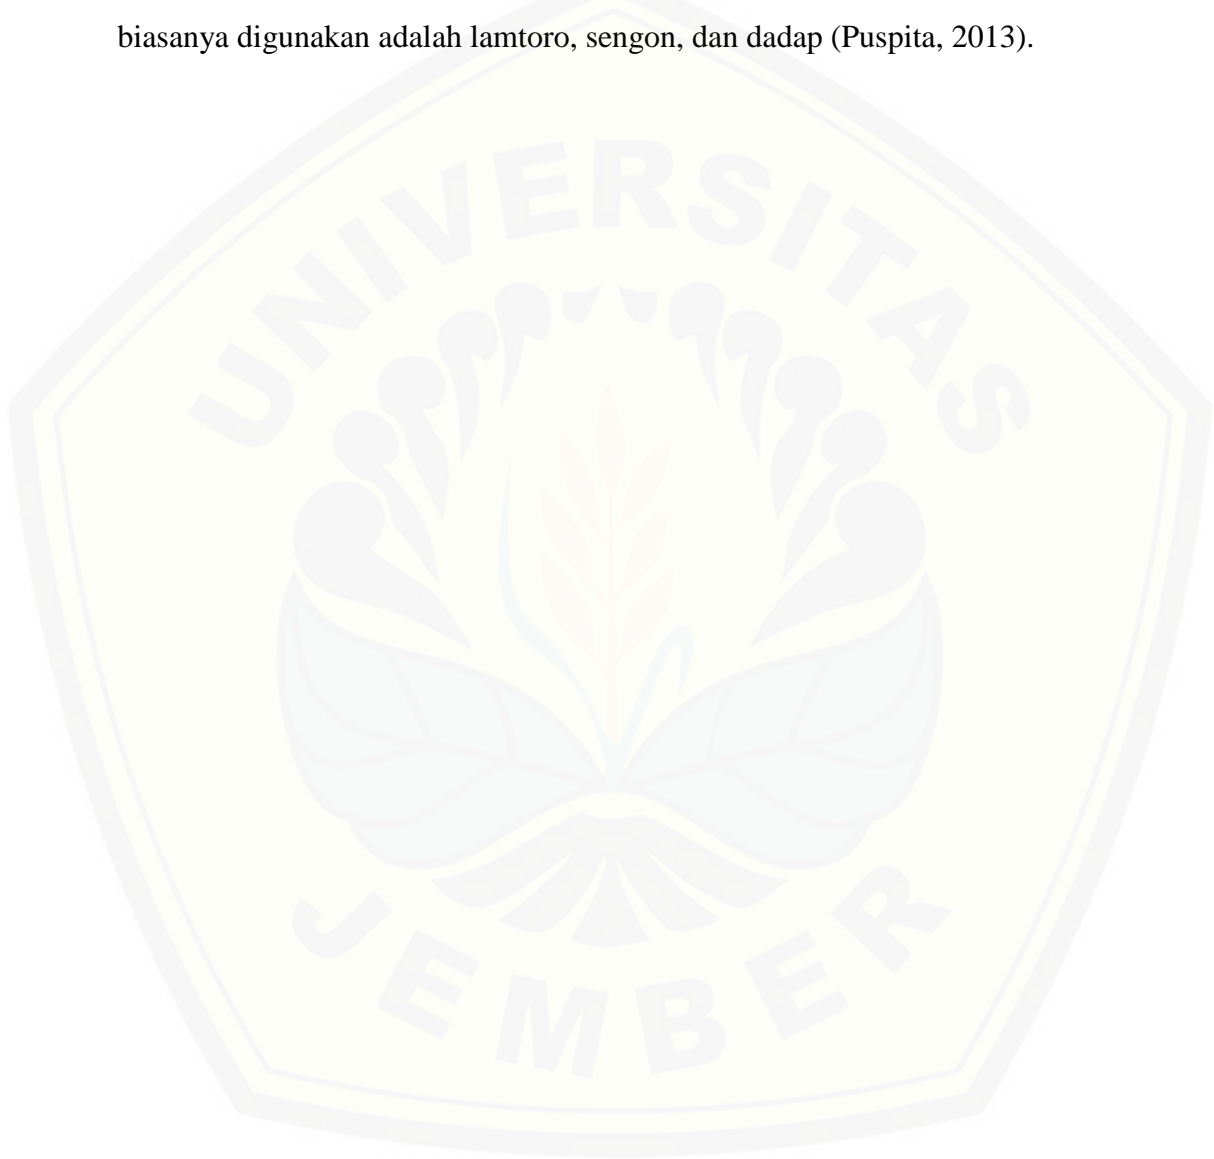 biasanya digunakan adalah lamtoro, sengon, dan dadap (Puspita, 2013).
UNIVERSITAS
JEMBER